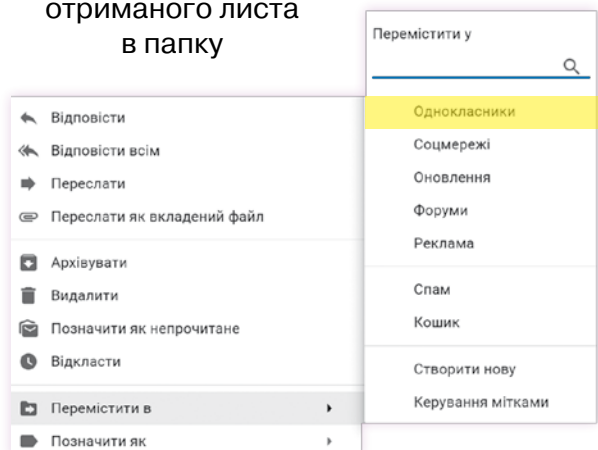 отриманого листа
в папку
Відповісти
Відповісти всім
Переслати
Переслати як вкладений файл
Архівувати
Видалити
Позначити як непрочитане
Відкласти
Перемістити в
Позначити як
Перемістити у
Однокласники
Соцмережі
Оновлення
Форуми
Реклама
Спам
Кошик
Створити нову
Керування мітками